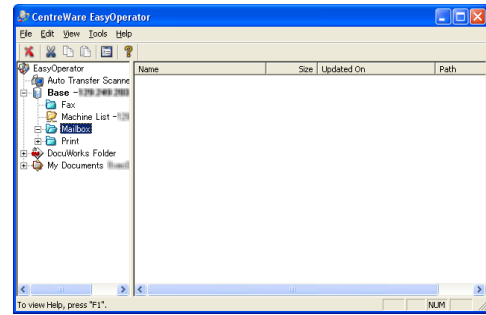 CentreWare EasyOperator
File Edit View Tools Help
EasyOperator
Auto Transfer Scanne
Base -
Fax
Machine List -
Mailbox
Print
DocuWorks Folder
My Documents
Name Size Updated On Path
To view Help, press "F1". NUM